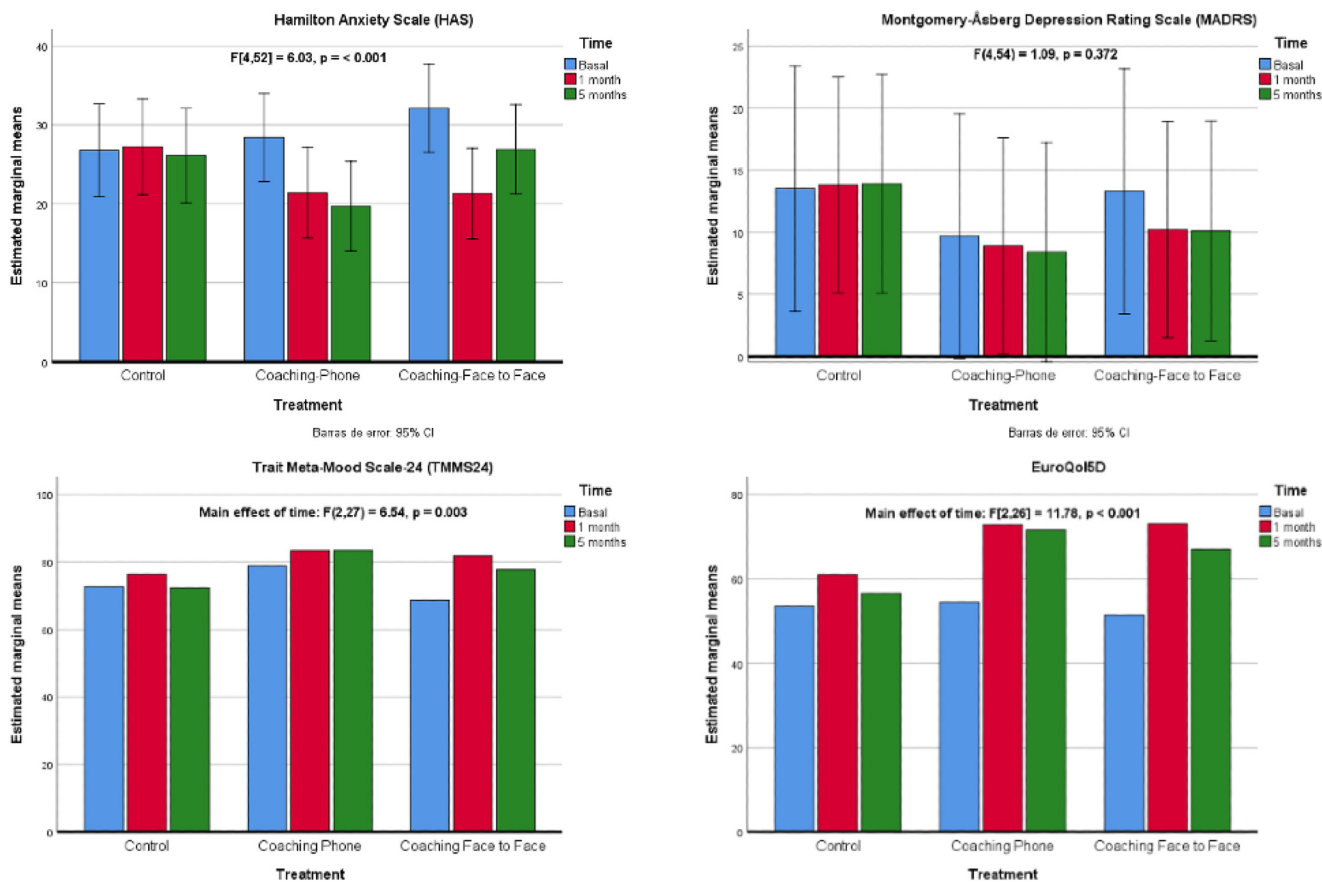 Hamilton Anxiety Scale (HAS)
F[4,52] = 6.03, p = < 0.001
Time
Basal
1 month
5 months
Estimated marginal means
40
30
20
10
0
Control
Coaching-Phone
Coaching-Face to Face
Treatment
Barras de error: 95% CI
Montgomery-Åsberg Depression Rating Scale (MADRS)
F(4,54) = 1.09, p = 0.372
Time
Basal
1 month
5 months
Estimated marginal means
25
20
15
10
5
0
Control
Coaching-Phone
Coaching-Face to Face
Treatment
Barras de error: 95% CI
Trait Meta-Mood Scale-24 (TMMS24)
Main effect of time: F(2,27) = 6.54, p = 0.003
Time
Basal
1 month
5 months
Estimated marginal means
100
80
60
40
20
0
Control
Coaching Phone
Coaching Face to Face
Treatment
EuroQol5D
Main effect of time: F[2,26] = 11.78, p < 0.001
Time
Basal
1 month
5 months
Estimated marginal means
80
60
40
20
0
Control
Coaching Phone
Coaching Face to Face
Treatment